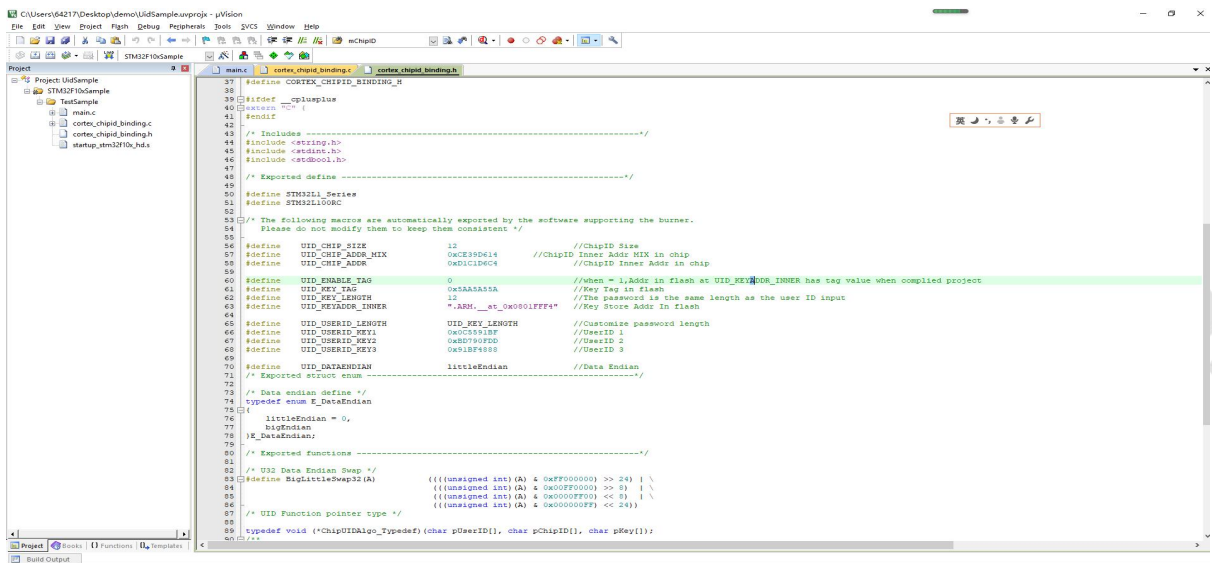 C:\Users\64217\Desktop\demo\UidSample.uvprojx - µVision
File Edit View Project Flash Debug Peripherals Tools SVCS Window Help
mChipID
STM32F10xSample
Project
main.c cortex_chipid_binding.c cortex_chipid_binding.h
Project: UidSample
STM32F10xSample
TestSample
main.c
cortex_chipid_binding.c
cortex_chipid_binding.h
startup_stm32f10x_hd.s
37 #define CORTEX_CHIPID_BINDING_H
38
39 #ifdef __cplusplus
40 extern "C" {
41 #endif
42
43 /* Includes ------------------------------------------------------------------*/
44 #include <string.h>
45 #include <stdint.h>
46 #include <stdbool.h>
47
48 /* Exported define --------------------------------------------------------*/
49
50 #define STM32L1_Series
51 #define STM32L100RC
52
53 /* The following macros are automatically exported by the software supporting the burner.
54 Please do not modify them to keep them consistent */
55
56 #define UID_CHIP_SIZE 12 //ChipID Size
57 #define UID_CHIP_ADDR_MIX 0xCE39D614 //ChipID Inner Addr MIX in chip
58 #define UID_CHIP_ADDR 0xD1C1D6C4 //ChipID Inner Addr in chip
59
60 #define UID_ENABLE_TAG 0 //when = 1,Addr in flash at UID_KEYADDR_INNER has tag value when complied project
61 #define UID_KEY_TAG 0x5AA5A55A //Key Tag in flash
62 #define UID_KEY_LENGTH 12 //The password is the same length as the user ID input
63 #define UID_KEYADDR_INNER ".ARM.__at_0x0801FFF4" //Key Store Addr In flash
64
65 #define UID_USERID_LENGTH UID_KEY_LENGTH //Customize password length
66 #define UID_USERID_KEY1 0x0C5591BF //UserID 1
67 #define UID_USERID_KEY2 0xBD790FDD //UserID 2
68 #define UID_USERID_KEY3 0x91BF4888 //UserID 3
69
70 #define UID_DATAENDIAN littleEndian //Data Endian
71 /* Exported struct enum -----------------------------------------------------*/
72
73 /* Data endian define */
74 typedef enum E_DataEndian
75 {
76 littleEndian = 0,
77 bigEndian
78 }E_DataEndian;
79
80 /* Exported functions --------------------------------------------------------*/
81
82 /* U32 Data Endian Swap */
83 #define BigLittleSwap32(A) ((((unsigned int)(A) & 0xFF000000) >> 24) | \
84 (((unsigned int)(A) & 0x00FF0000) >> 8) | \
85 (((unsigned int)(A) & 0x0000FF00) << 8) | \
86 (((unsigned int)(A) & 0x000000FF) << 24))
87 /* UID Function pointer type */
88
89 typedef void (*ChipUIDAlgo_Typedef)(char pUserID[], char pChipID[], char pKey[]);
90 /**
英
Project Books {} Functions Templates
Build Output